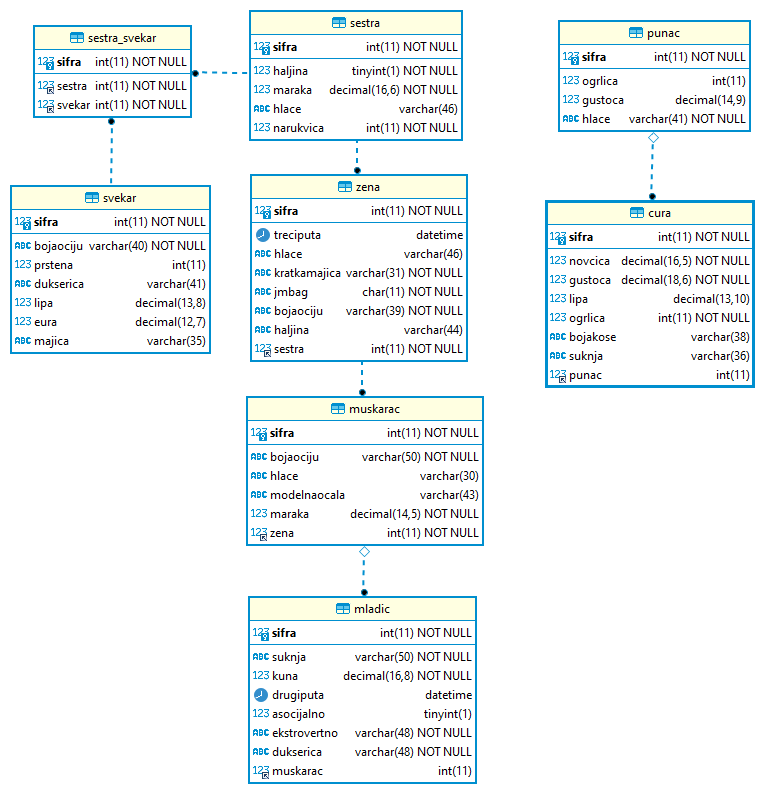 sestra_svekar
123 sifra int(11) NOT NULL
123 sestra int(11) NOT NULL
123 svekar int(11) NOT NULL
sestra
123 sifra int(11) NOT NULL
123 haljina tinyint(1) NOT NULL
123 maraka decimal(16,6) NOT NULL
ABC hlace varchar(46)
123 narukvica int(11) NOT NULL
punac
123 sifra int(11) NOT NULL
123 ogrlica int(11)
123 gustoca decimal(14,9)
ABC hlace varchar(41) NOT NULL
svekar
123 sifra int(11) NOT NULL
ABC bojaociju varchar(40) NOT NULL
123 prstena int(11)
ABC dukserica varchar(41)
123 lipa decimal(13,8)
123 eura decimal(12,7)
ABC majica varchar(35)
zena
123 sifra int(11) NOT NULL
treciputa datetime
ABC hlace varchar(46)
ABC kratkamajica varchar(31) NOT NULL
ABC jmbag char(11) NOT NULL
ABC bojaociju varchar(39) NOT NULL
ABC haljina varchar(44)
123 sestra int(11) NOT NULL
cura
123 sifra int(11) NOT NULL
123 novcica decimal(16,5) NOT NULL
123 gustoca decimal(18,6) NOT NULL
123 lipa decimal(13,10)
123 ogrlica int(11) NOT NULL
ABC bojakose varchar(38)
ABC suknja varchar(36)
123 punac int(11)
muskarac
123 sifra int(11) NOT NULL
ABC bojaociju varchar(50) NOT NULL
ABC hlace varchar(30)
ABC modelnaocala varchar(43)
123 maraka decimal(14,5) NOT NULL
123 zena int(11) NOT NULL
mladic
123 sifra int(11) NOT NULL
ABC suknja varchar(50) NOT NULL
123 kuna decimal(16,8) NOT NULL
drugiputa datetime
123 asocijalno tinyint(1)
ABC ekstrovertno varchar(48) NOT NULL
ABC dukserica varchar(48) NOT NULL
123 muskarac int(11)